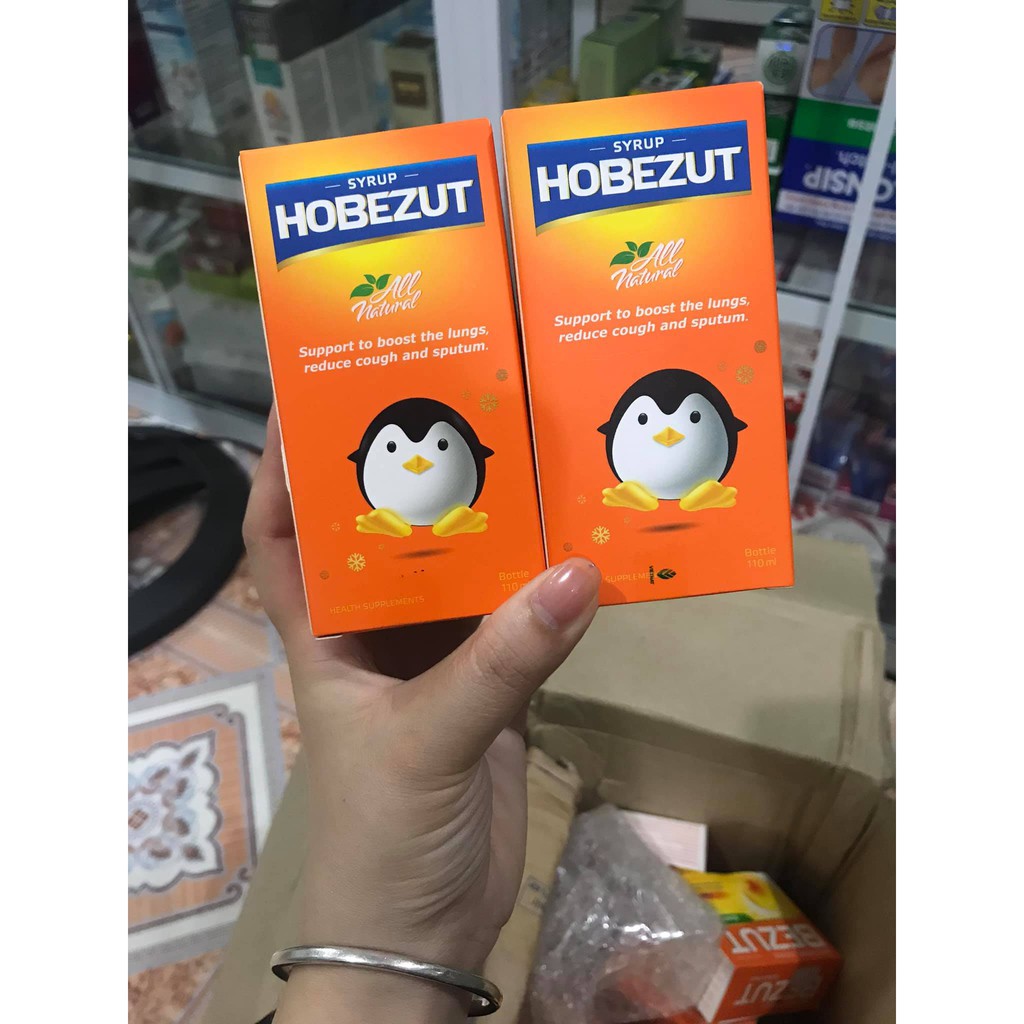 SYRUP
HOBEZUT
All
Natural
Support to boost the lungs,
reduce cough and sputum.
Bottle
HEALTH SUPPLEMENTS
SYRUP
HOBEZUT
All
Natural
Support to boost the lungs,
reduce cough and sputum.
Bottle
110 ml
BEZUT
ZUT